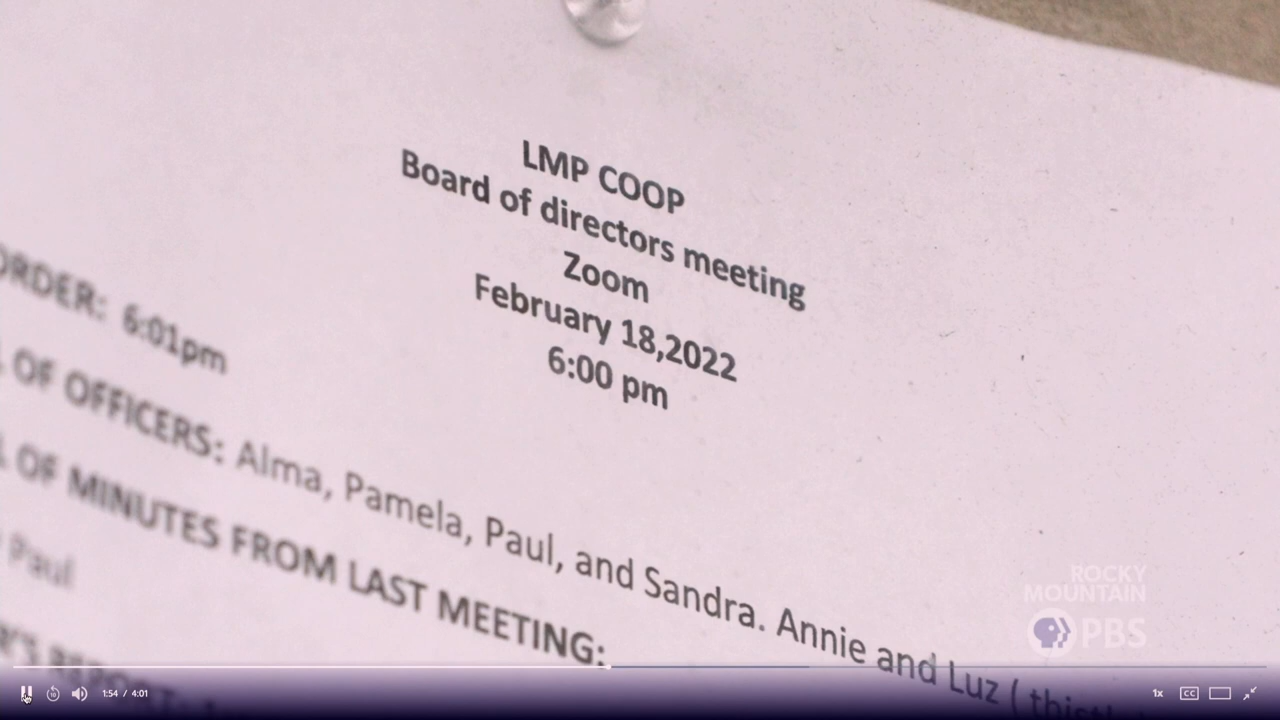 LMP COOP
Board of directors meeting
Zoom
February 18,2022
6:00 pm
ORDER: 6:01pm
OF OFFICERS: Alma, Pamela, Paul, and Sandra. Annie and Luz (
OF MINUTES FROM LAST MEETING:
Paul
ROCKY
MOUNTAIN
PBS
10
1:54 / 4:01
1x
CC